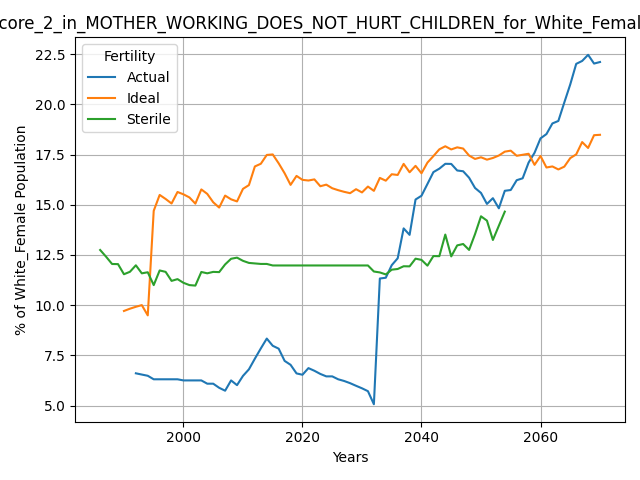 core_2_in_MOTHER_WORKING_DOES_NOT_HURT_CHILDREN_for_White_Femal
Fertility
Actual
Ideal
Sterile
22.5
20.0
17.5
15.0
12.5
10.0
7.5
5.0
% of White_Female Population
2000
2020
2040
2060
Years